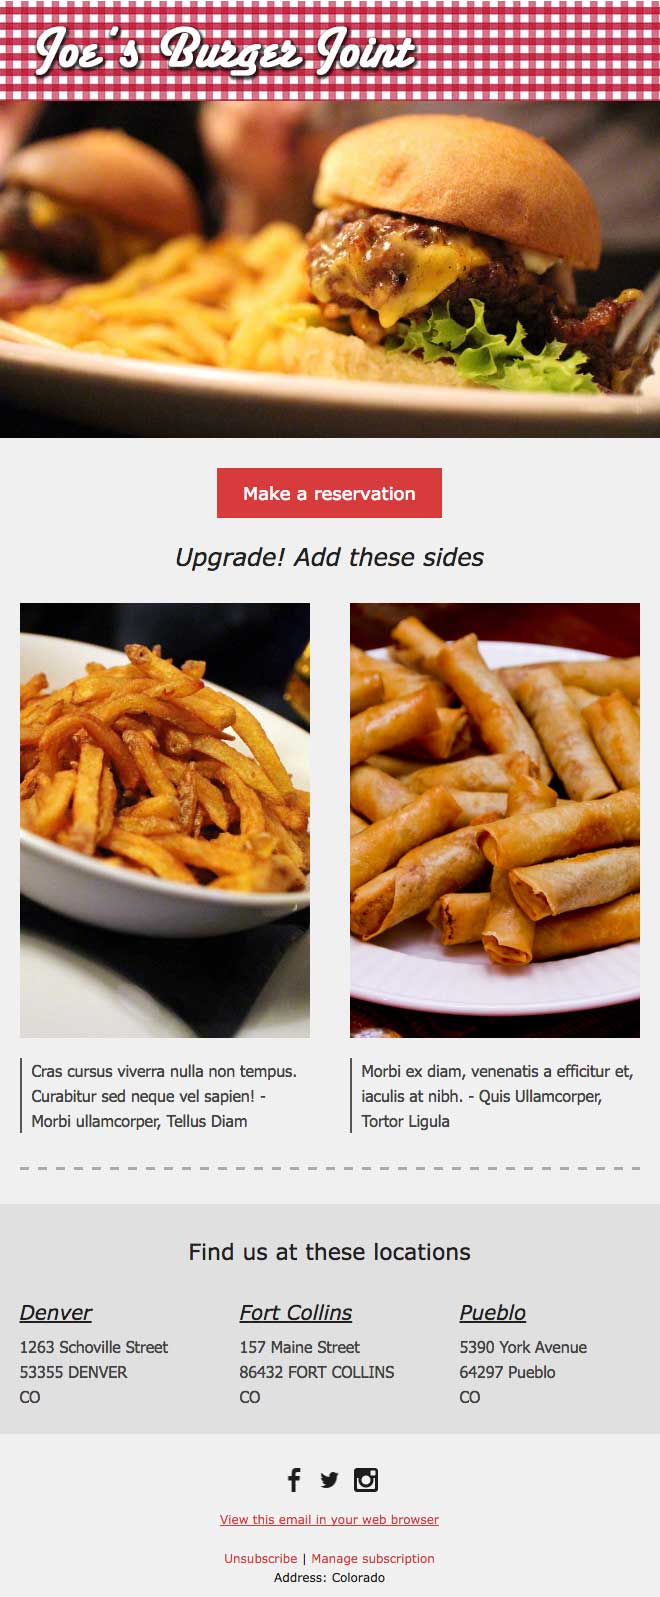 Joe's Burger Joint
Make a reservation
Upgrade! Add these sides
Cras cursus viverra nulla non tempus.
Curabitur sed neque vel sapien! -
Morbi ullamcorper, Tellus Diam
Morbi ex diam, venenatis a efficitur et,
iaculis at nibh. - Quis Ullamcorper,
Tortor Ligula
Find us at these locations
Denver
1263 Schoville Street
53355 DENVER
CO
Fort Collins
157 Maine Street
86432 FORT COLLINS
CO
Pueblo
5390 York Avenue
64297 Pueblo
CO
View this email in your web browser
Unsubscribe | Manage subscription
Address: Colorado